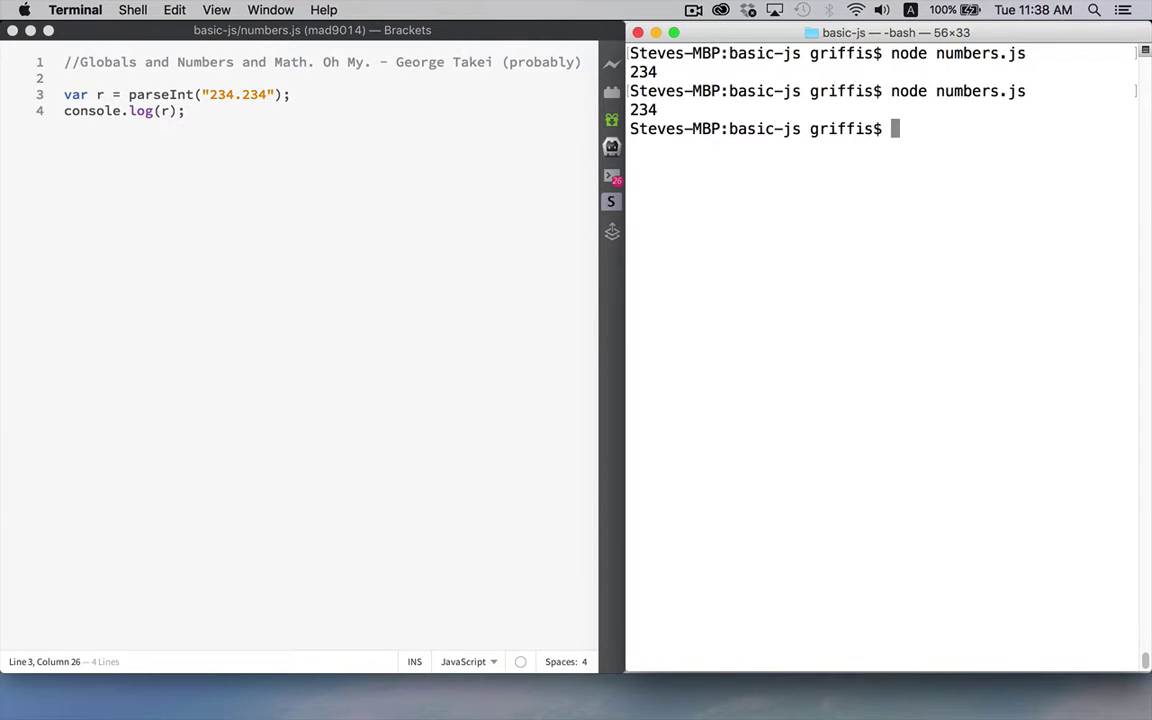 Terminal Shell Edit View Window Help
A 100% Tue 11:38 AM
basic-js/numbers.js (mad9014) — Brackets
basic-js — -bash — 56×33
1 //Globals and Numbers and Math. Oh My. - George Takei (probably)
2
3 var r = parseInt("234.234");
4 console.log(r);
26
S
[Steves-MBP:basic-js griffis$ node numbers.js ]
234
[Steves-MBP:basic-js griffis$ node numbers.js ]
234
Steves-MBP:basic-js griffis$
Line 3, Column 26 — 4 Lines
INS JavaScript Spaces: 4